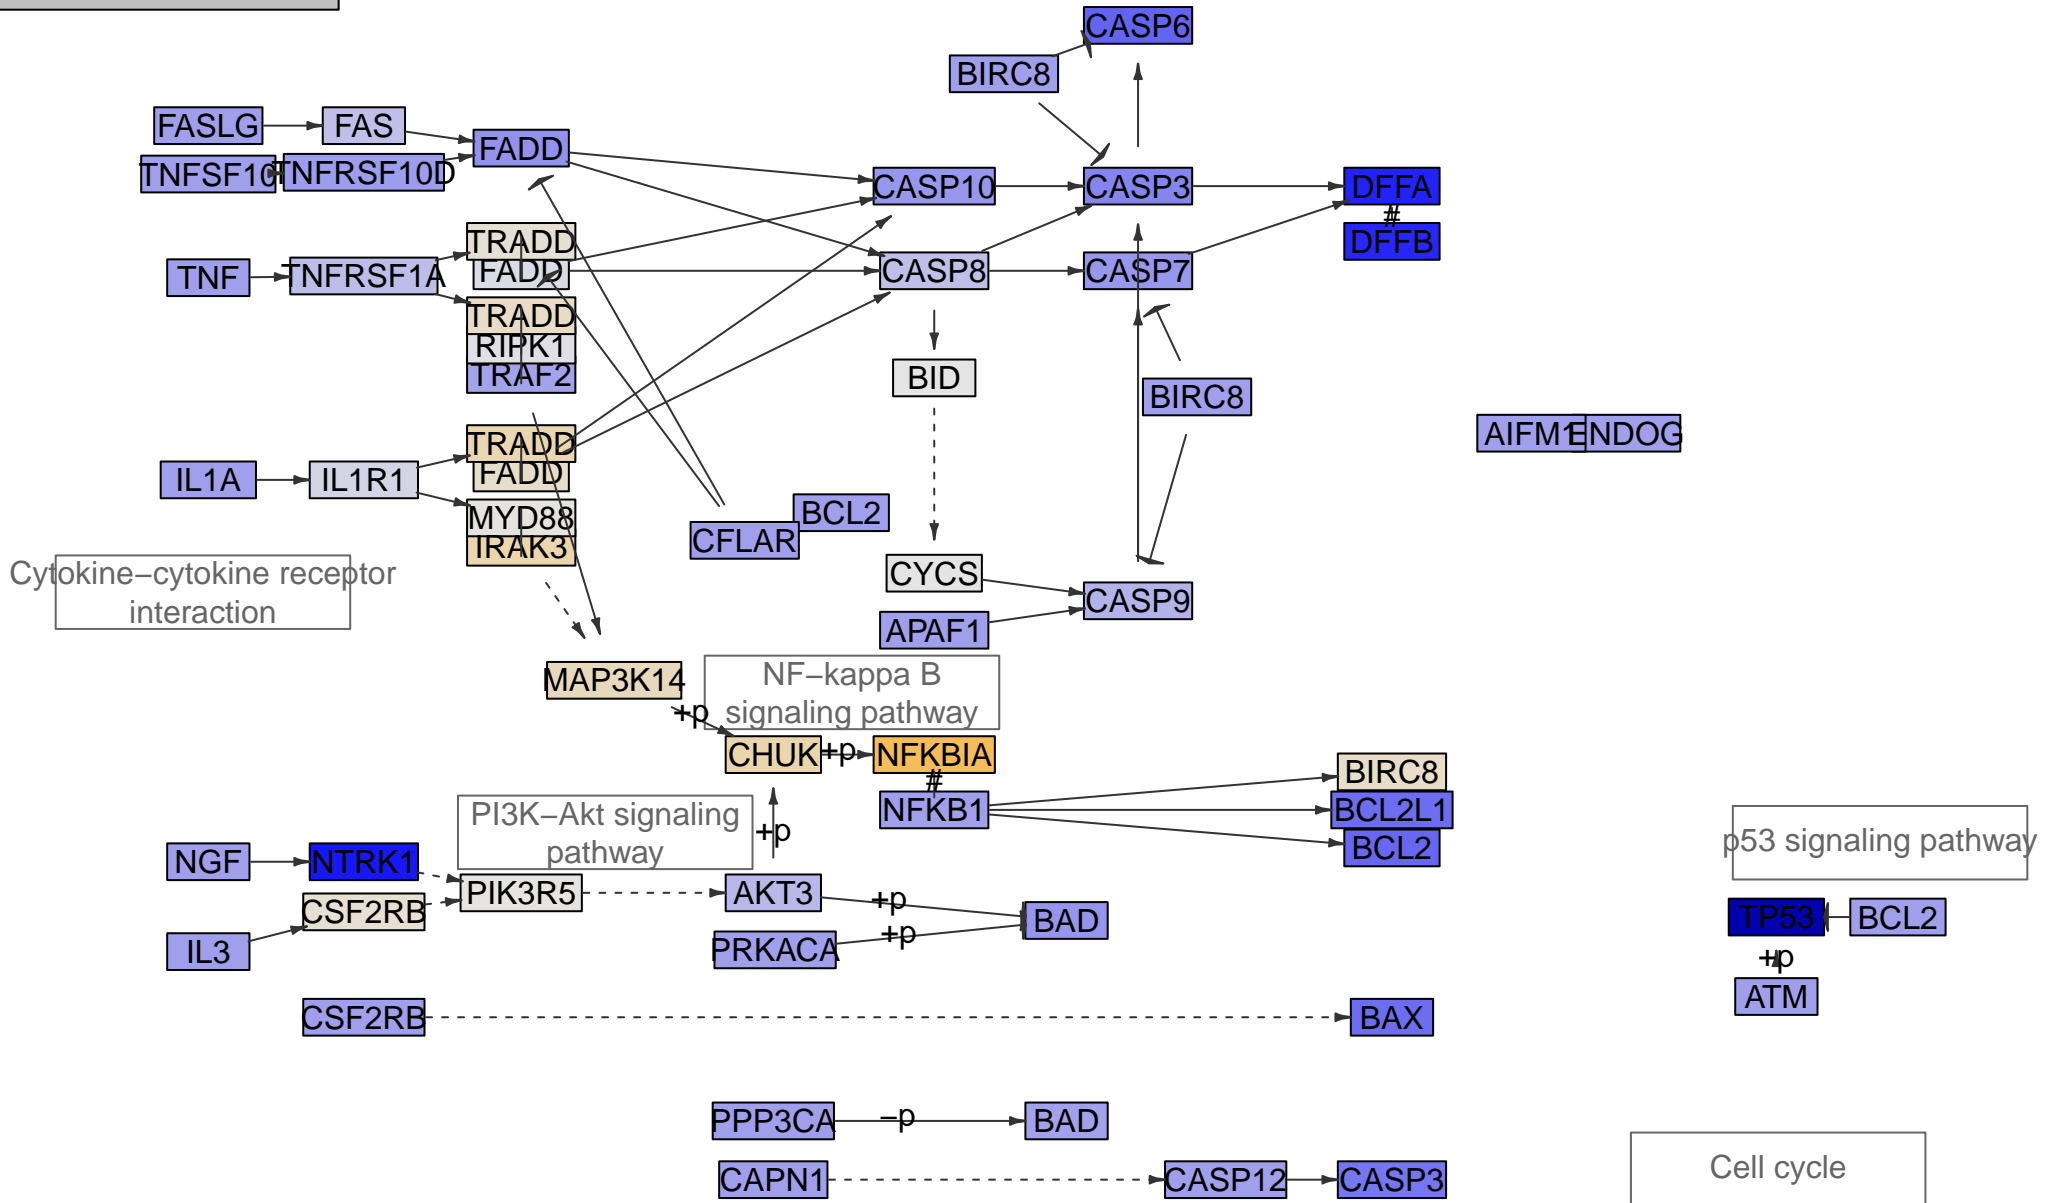 CASP6
BIRC8
FASLG
FAS
FADD
TNFSF10
TNFRSF10D
CASP10
CASP3
DFFA
#
DFFB
TRADD
FADD
TNF
TNFRSF1A
CASP8
CASP7
TRADD
RIPK1
TRAF2
BID
BIRC8
AIFM1
ENDOG
TRADD
FADD
IL1A
IL1R1
MYD88
IRAK3
BCL2
CFLAR
Cytokine−cytokine receptor
interaction
CYCS
CASP9
APAF1
MAP3K14
NF−kappa B
signaling pathway
+p
CHUK
+p
NFKBIA
#
NFKB1
BIRC8
BCL2L1
BCL2
PI3K−Akt signaling
pathway
+p
p53 signaling pathway
NGF
NTRK1
PIK3R5
AKT3
+p
CSF2RB
BAD
TP53
BCL2
IL3
PRKACA
+p
+p
ATM
CSF2RB
BAX
PPP3CA
−p
BAD
CAPN1
CASP12
CASP3
Cell cycle